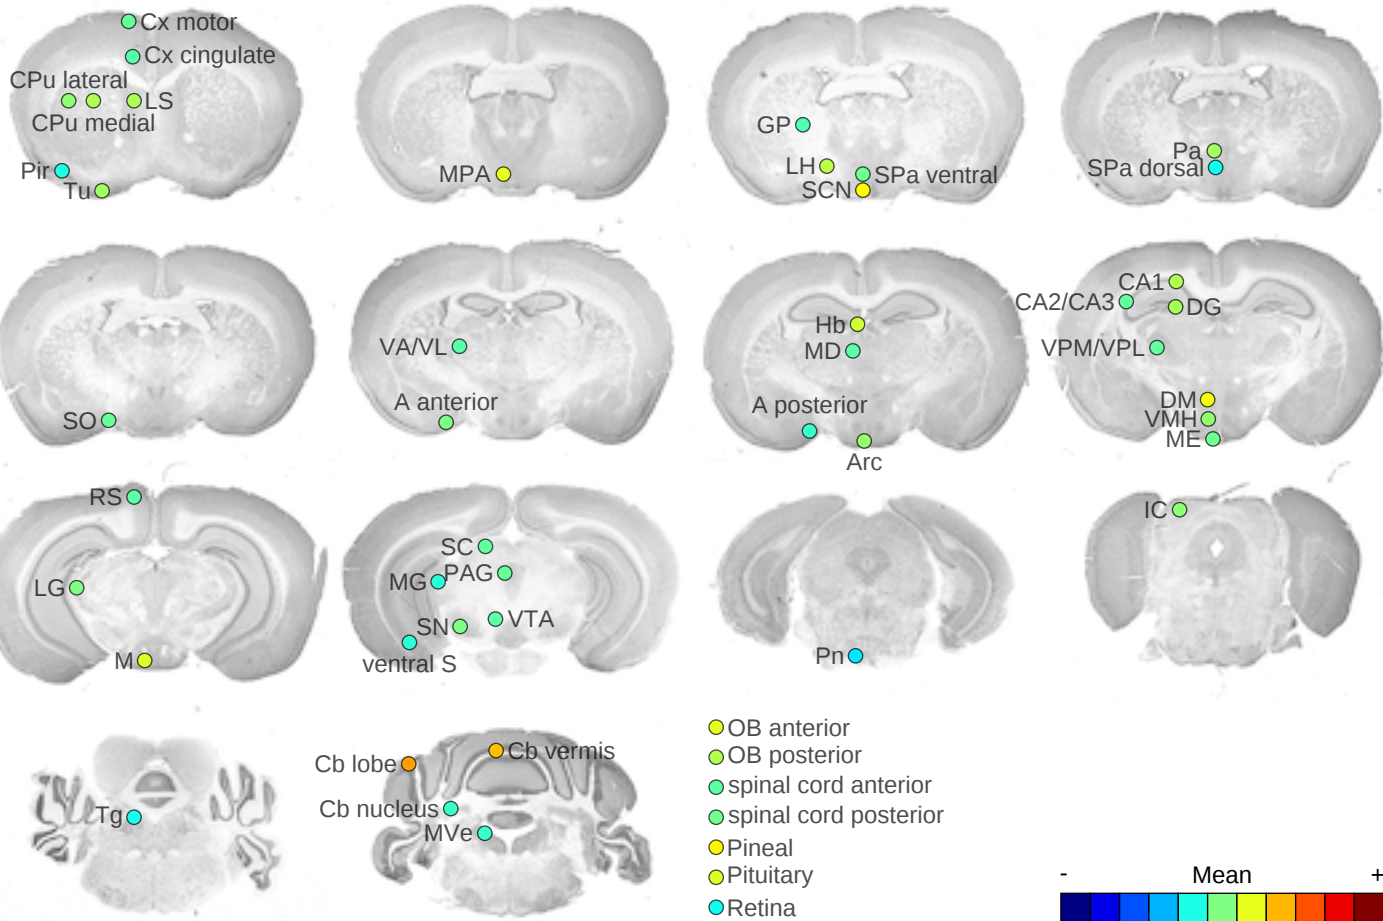 Cx motor
Cx cingulate
CPu lateral
LS
CPu medial
Pir
Tu
MPA
GP
LH
SPa ventral
SCN
Pa
SPa dorsal
SO
VA/VL
A anterior
Hb
MD
A posterior
Arc
CA1
CA2/CA3
DG
VPM/VPL
DM
VMH
ME
RS
LG
M
SC
PAG
MG
VTA
SN
ventral S
Pn
IC
Tg
Cb lobe
Cb vermis
Cb nucleus
MVe
OB anterior
OB posterior
spinal cord anterior
spinal cord posterior
Pineal
Pituitary
Retina
- Mean +